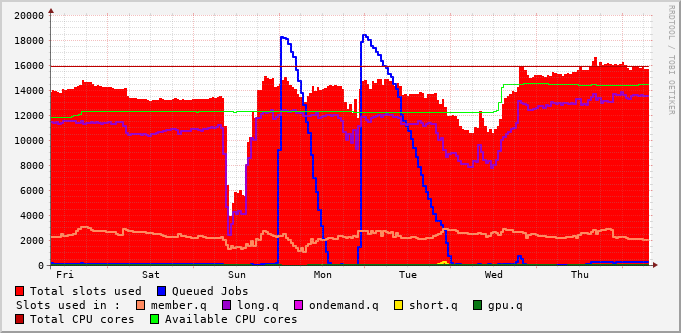 RRDTOOL / TOBI OETIKER
20000
18000
16000
14000
12000
10000
8000
6000
4000
2000
0
Fri Sat Sun Mon Tue Wed Thu
Total slots used Queued Jobs
Slots used in : member.q long.q ondemand.q short.q gpu.q
Total CPU cores Available CPU cores